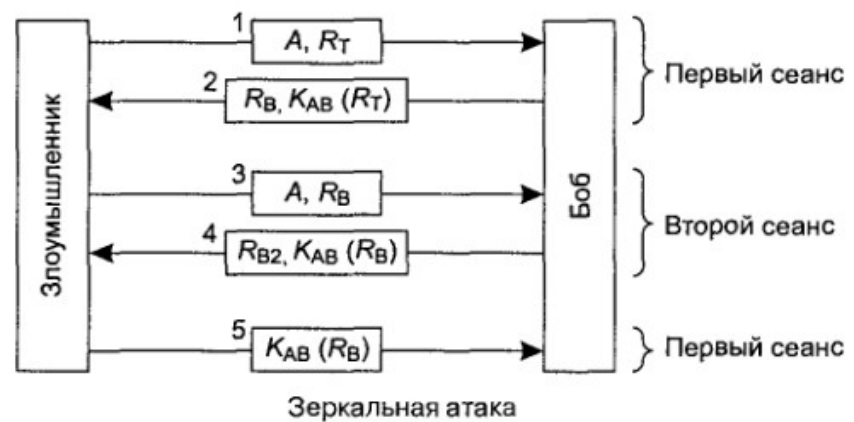 1
A, R_T
2
R_B, K_AB (R_T)
Первый сеанс
3
A, R_B
4
R_B2, K_AB (R_B)
Второй сеанс
5
K_AB (R_B)
Первый сеанс
Злоумышленник
Боб
Зеркальная атака